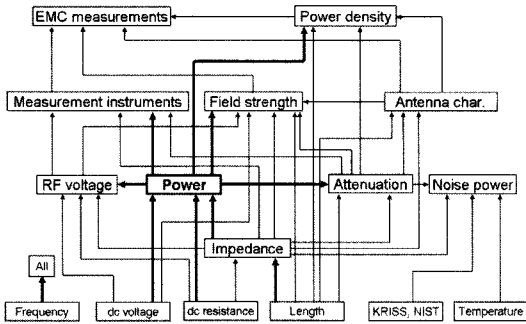 EMC measurements
Power density
Measurement instruments
Field strength
Antenna char.
RF voltage
Power
Attenuation
Noise power
Impedance
All
Frequency
dc voltage
dc resistance
Length
KRISS, NIST
Temperature